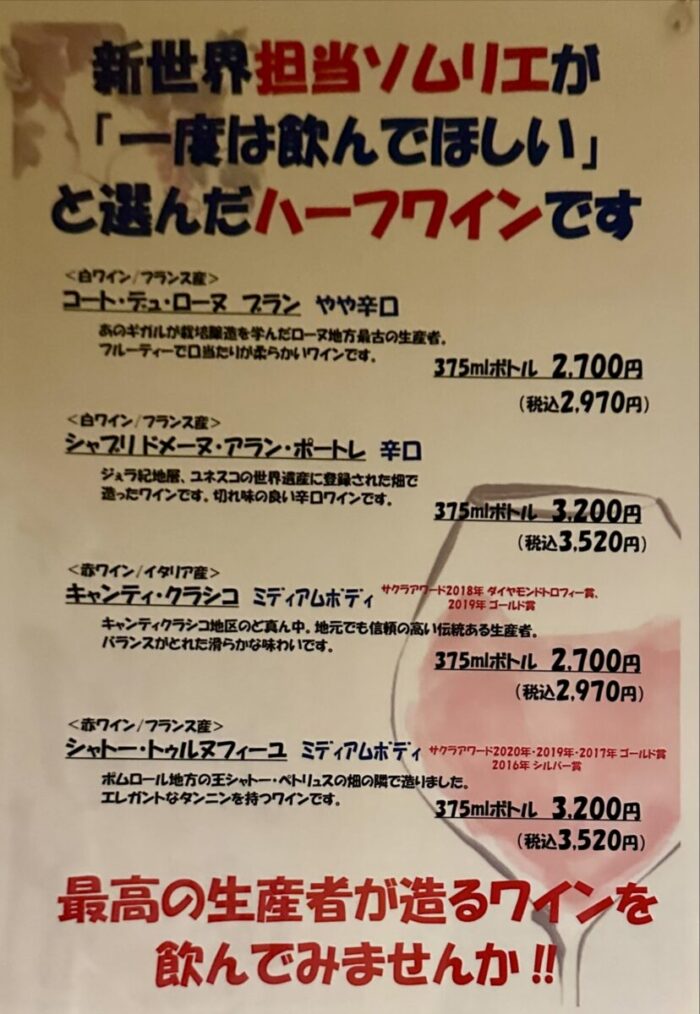 新世界担当ソムリエが
「一度は飲んでほしい」
と選んだハーフワインです
<白ワイン/フランス産>
コート・デュ・ローヌ ブラン やや辛口
あのギガルが栽培醸造を学んだローヌ地方最古の生産者。
フルーティーで口当たりが柔らかいワインです。
375mlボトル 2,700円
(税込2,970円)
<白ワイン/フランス産>
シャブリ ドメーヌ・アラン・ポートレ 辛口
ジュラ紀地層、ユネスコの世界遺産に登録された畑で
造ったワインです。切れ味の良い辛口ワインです。
375mlボトル 3,200円
(税込3,520円)
<赤ワイン/イタリア産>
キャンティ・クラシコ ミディアムボディ サクラアワード2018年 ダイヤモンドトロフィー賞、
2019年 ゴールド賞
キャンティクラシコ地区のど真ん中。地元でも信頼の高い伝統ある生産者。
バランスがとれた滑らかな味わいです。
375mlボトル 2,700円
(税込2,970円)
<赤ワイン/フランス産>
シャトー・トゥルヌフィーユ ミディアムボディ サクラアワード2020年・2019年・2017年 ゴールド賞
2016年 シルバー賞
ポムロール地方の王シャトー・ペトリュスの畑の隣で造りました。
エレガントなタンニンを持つワインです。
375mlボトル 3,200円
(税込3,520円)
最高の生産者が造るワインを
飲んでみませんか!!